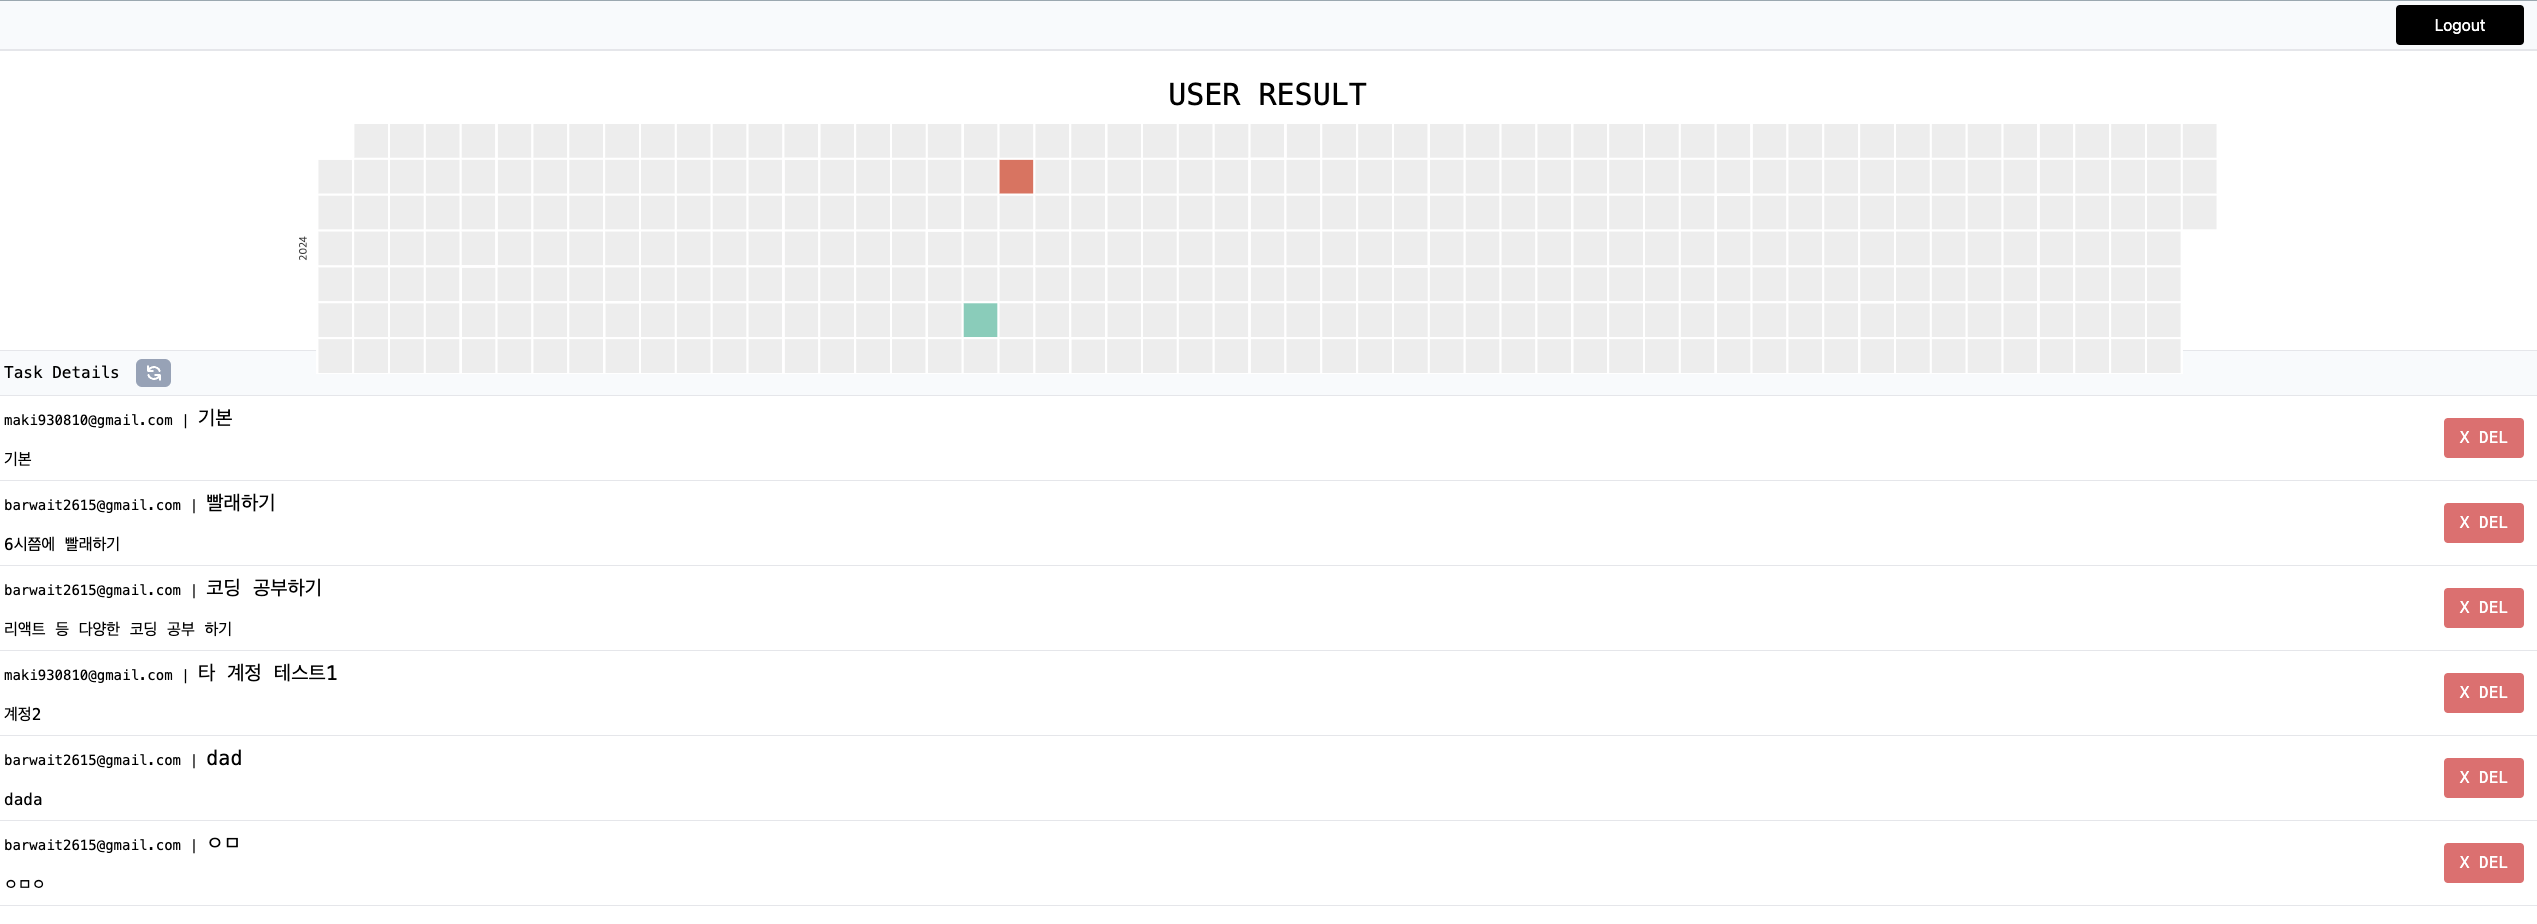 Logout
USER RESULT
2024
Task Details
maki930810@gmail.com | 기본
기본
X DEL
barwait2615@gmail.com | 빨래하기
6시쯤에 빨래하기
X DEL
barwait2615@gmail.com | 코딩 공부하기
리액트 등 다양한 코딩 공부 하기
X DEL
maki930810@gmail.com | 타 계정 테스트1
계정2
X DEL
barwait2615@gmail.com | dad
dada
X DEL
barwait2615@gmail.com | ㅇㅁ
ㅇㅁㅇ
X DEL